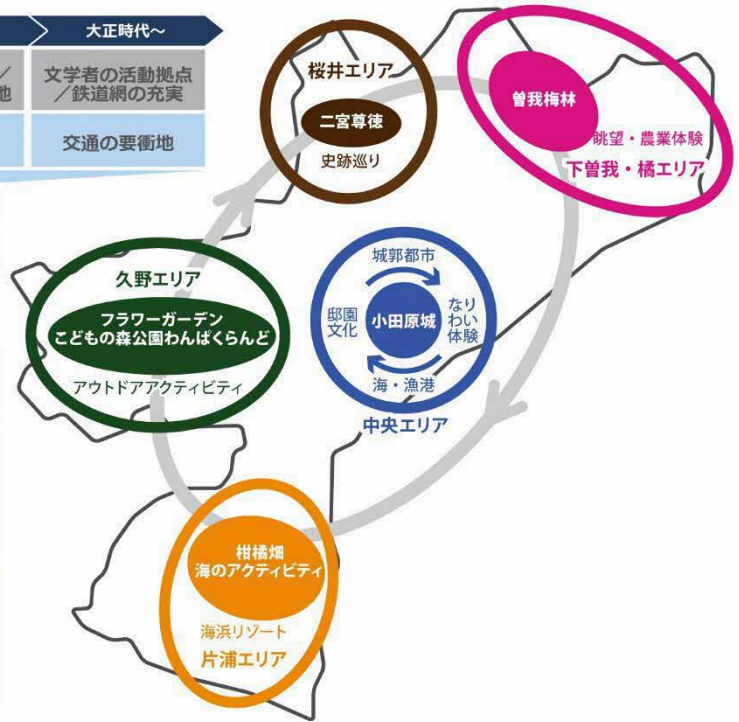 大正時代～
／
地
文学者の活動拠点
／鉄道網の充実
交通の要衝地
桜井エリア
二宮尊徳
史跡巡り
曽我梅林
眺望・農業体験
下曽我・橘エリア
久野エリア
フラワーガーデン
こどもの森公園わんぱくらんど
アウトドアアクティビティ
城郭都市
邸園
文化
小田原城
なり
わい
体験
海・漁港
中央エリア
柑橘畑
海のアクティビティ
海浜リゾート
片浦エリア